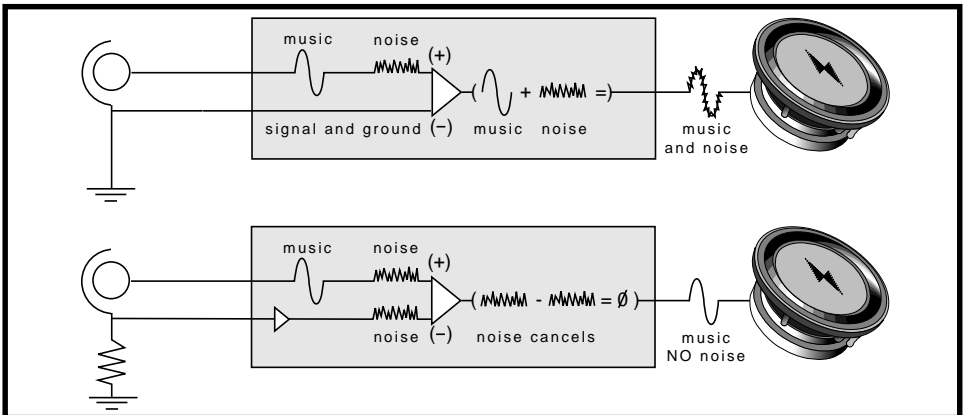 music noise (+)
( + =)
signal and ground (−) music noise
music
and noise
music noise (+)
( - = Ø )
noise (−) noise cancels
music
NO noise